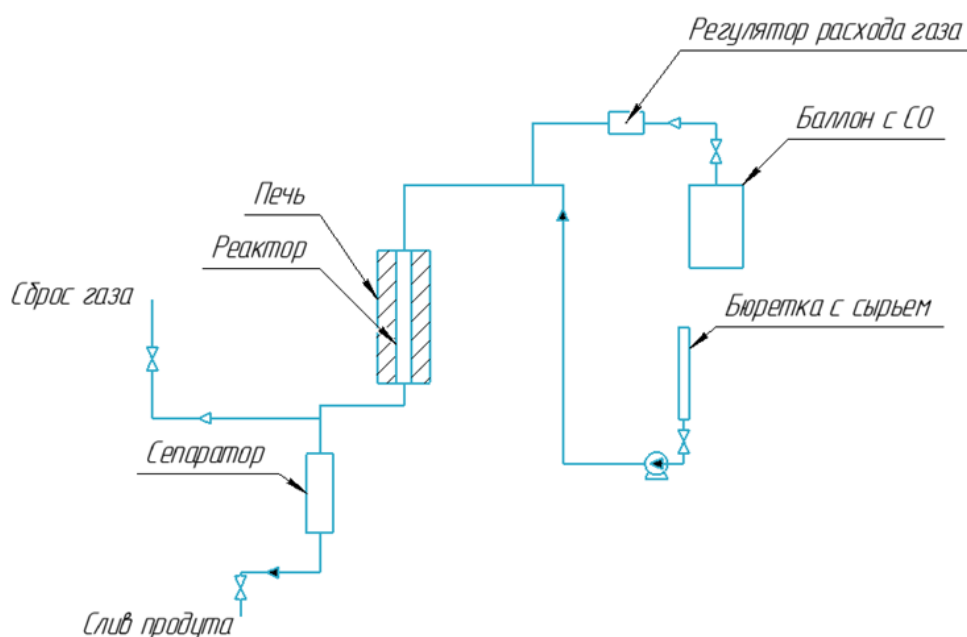 Регулятор расхода газа
Баллон с СО
Печь
Реактор
Сброс газа
Бюретка с сырьем
Сепаратор
Слив продута